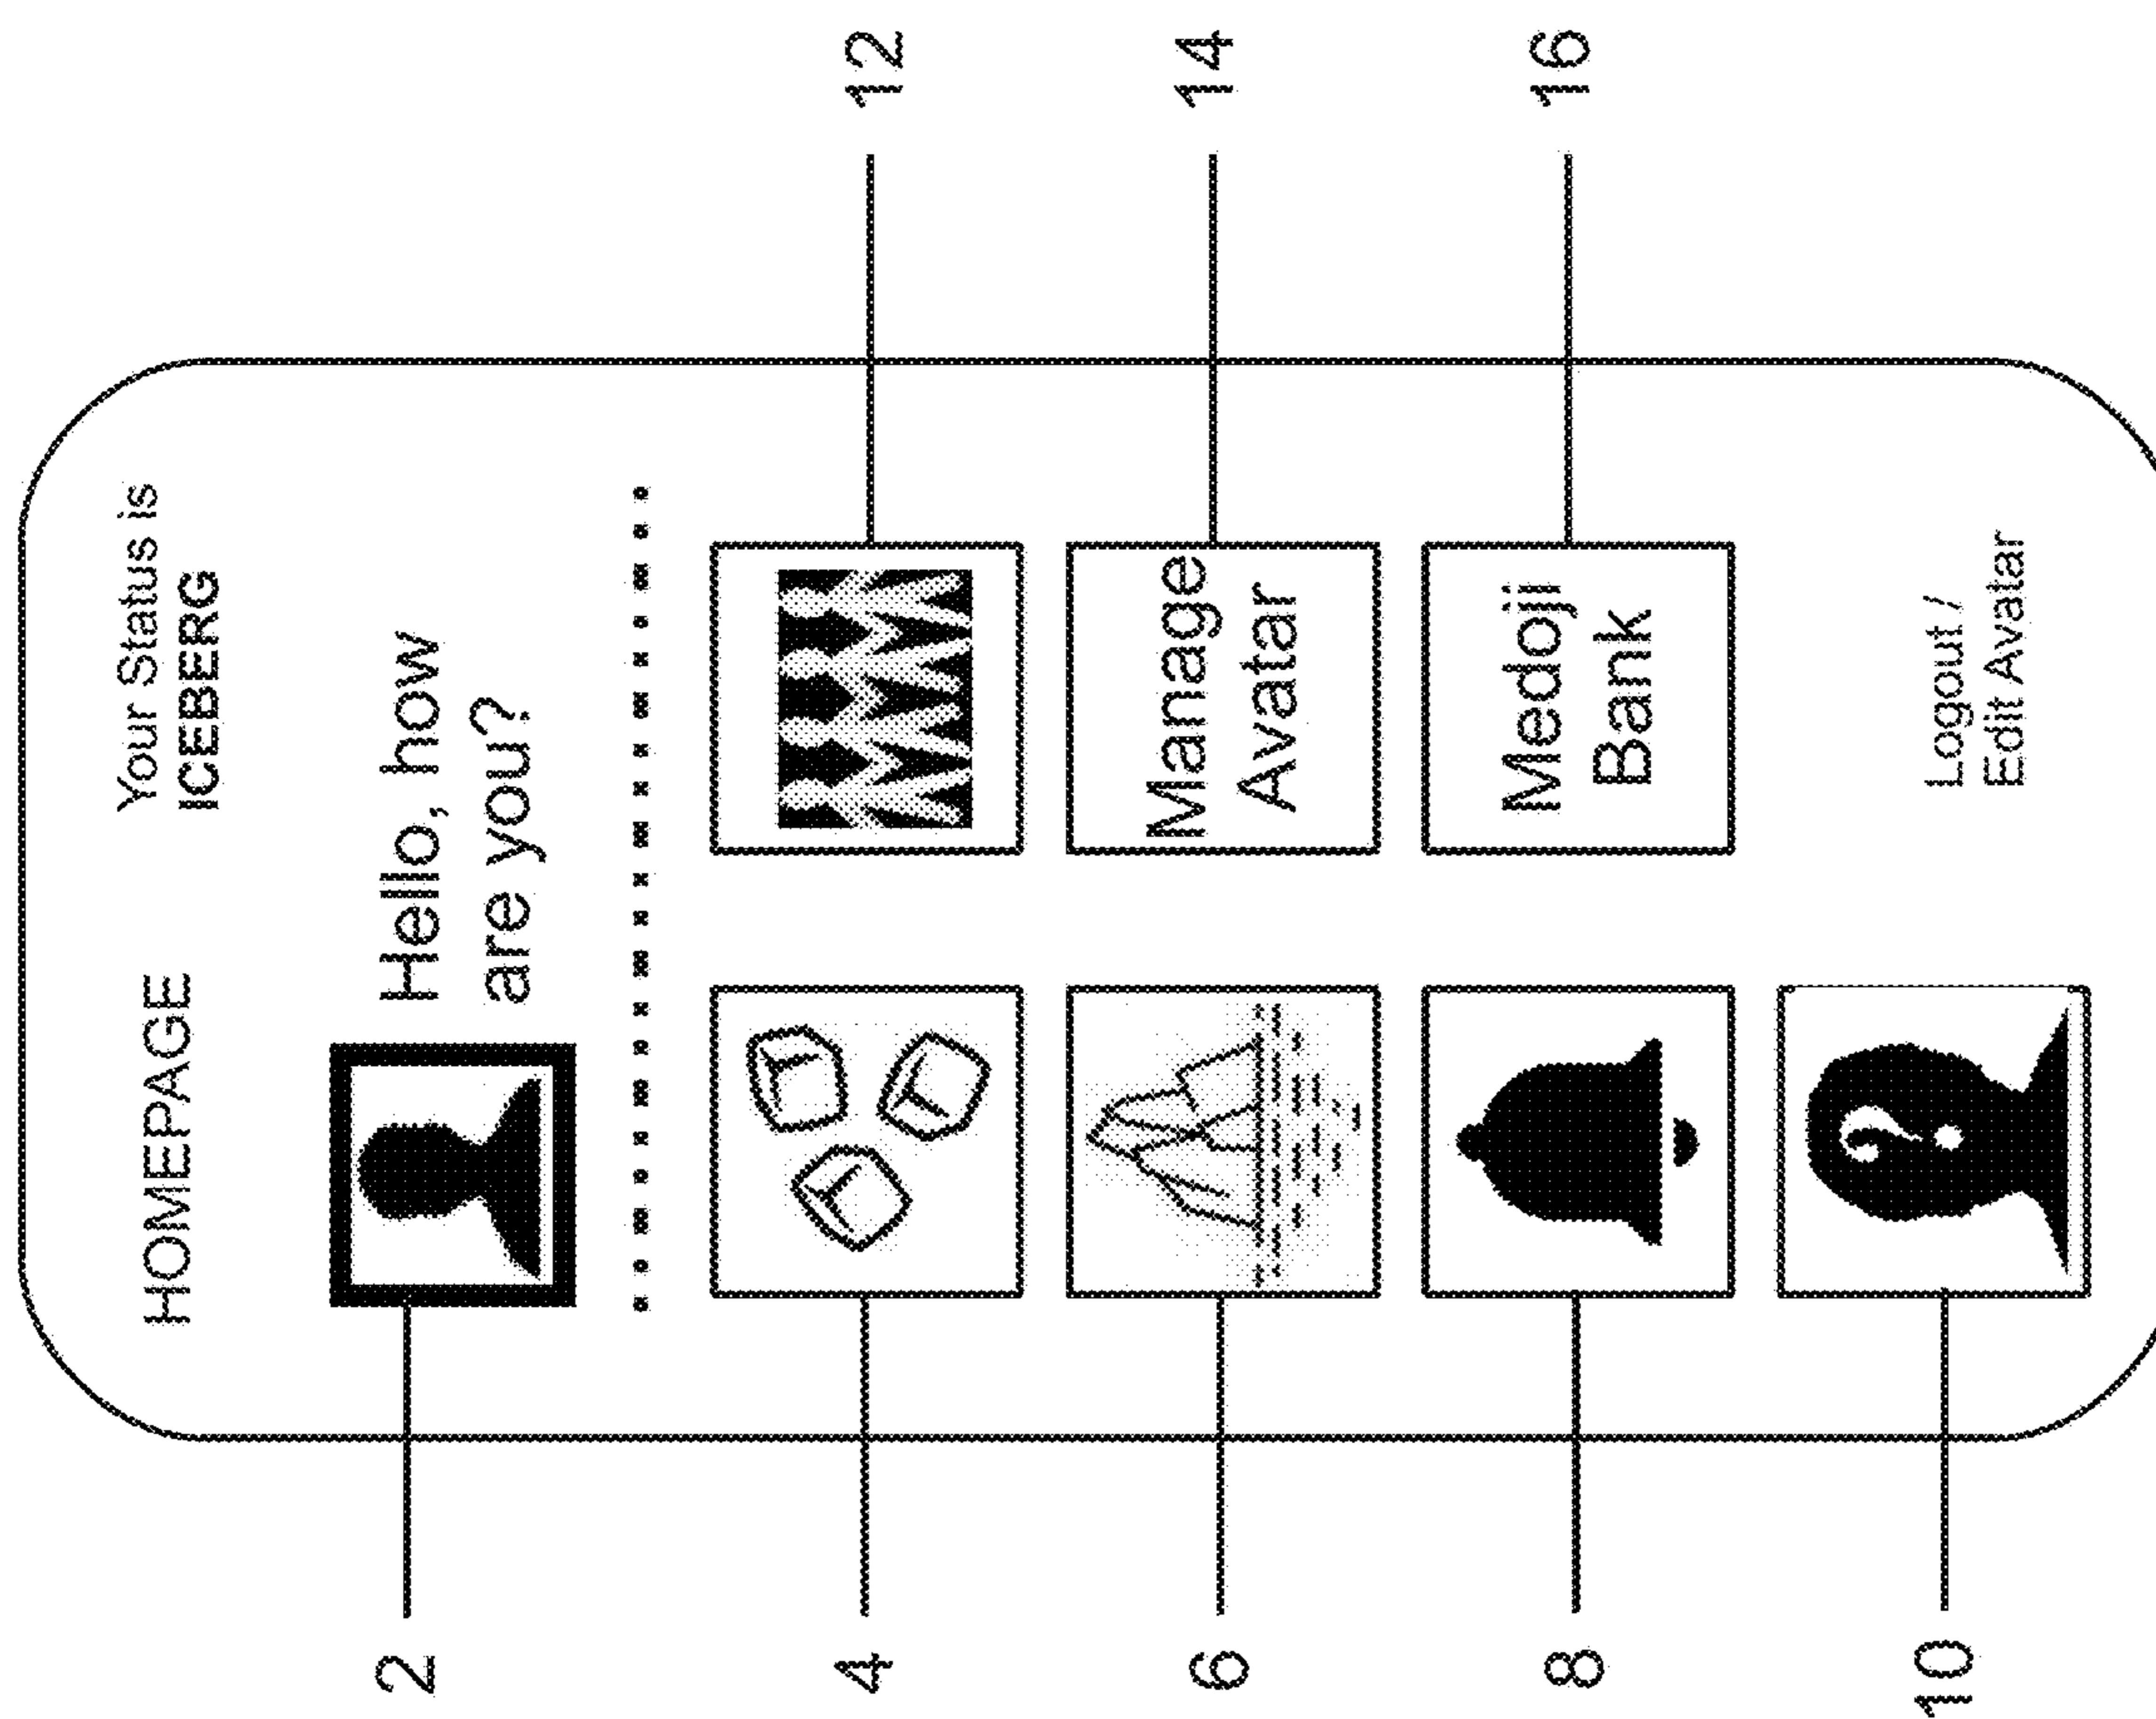 HOMEPAGE
Your Status is
ICEBERG
Hello, how
are you?
2
4
12
6
Manage
Avatar
14
8
Medoji
Bank
16
?
10
Logout /
Edit Avatar